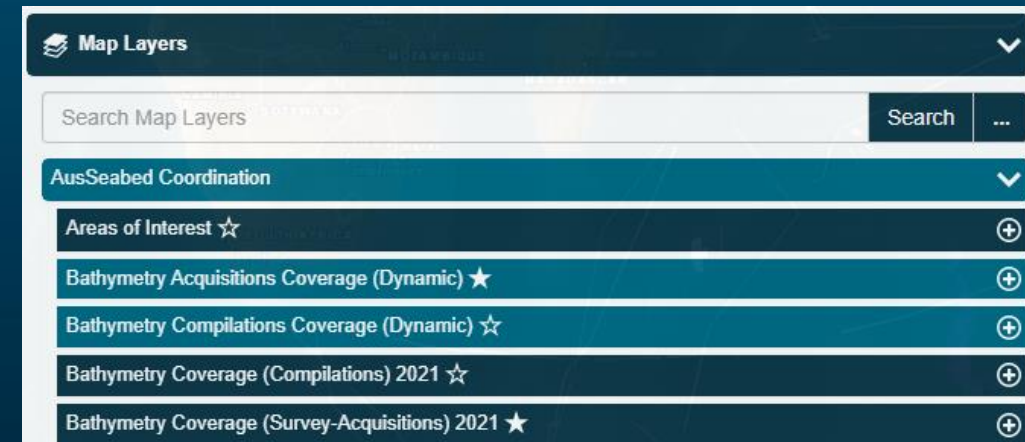 Map Layers
Search Map Layers Search ...
AusSeabed Coordination
Areas of Interest ☆
Bathymetry Acquisitions Coverage (Dynamic) ★
Bathymetry Compilations Coverage (Dynamic) ☆
Bathymetry Coverage (Compilations) 2021 ☆
Bathymetry Coverage (Survey-Acquisitions) 2021 ★